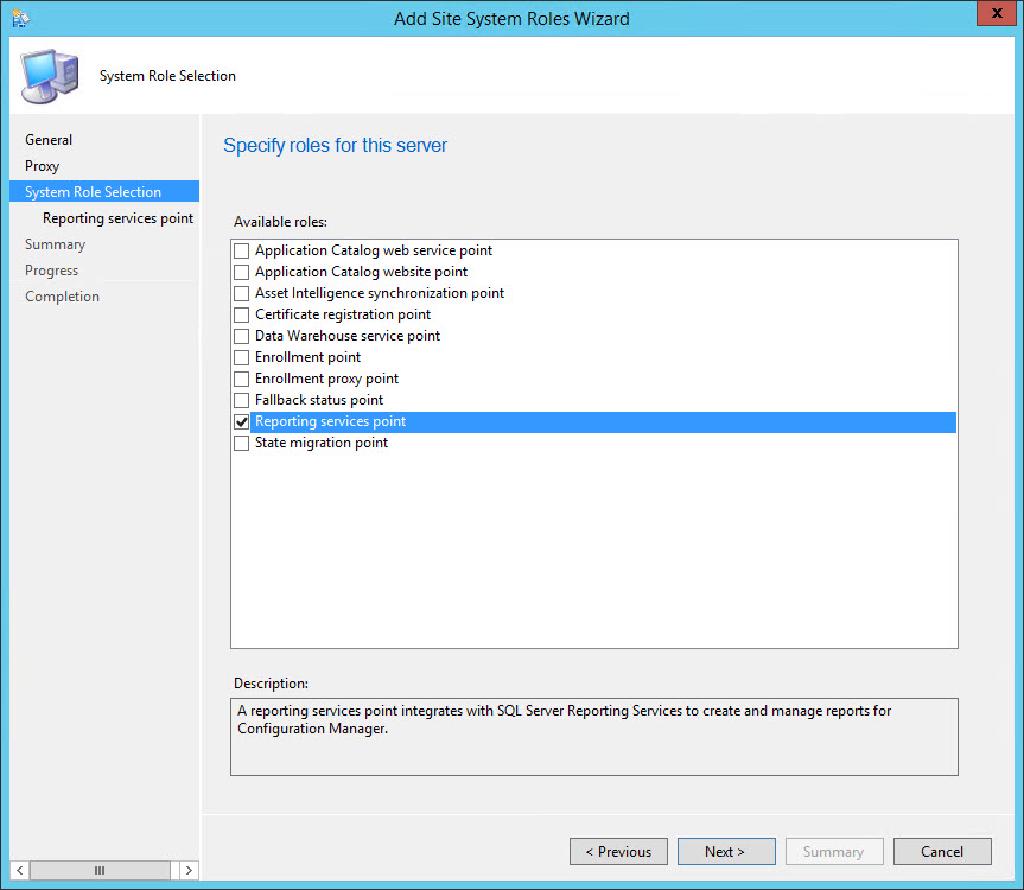 Add Site System Roles Wizard
x
System Role Selection
General
Proxy
System Role Selection
Reporting services point
Summary
Progress
Completion
Specify roles for this server
Available roles:
Application Catalog web service point
Application Catalog website point
Asset Intelligence synchronization point
Certificate registration point
Data Warehouse service point
Enrollment point
Enrollment proxy point
Fallback status point
Reporting services point
State migration point
Description:
A reporting services point integrates with SQL Server Reporting Services to create and manage reports for
Configuration Manager.
< Previous
Next >
Summary
Cancel